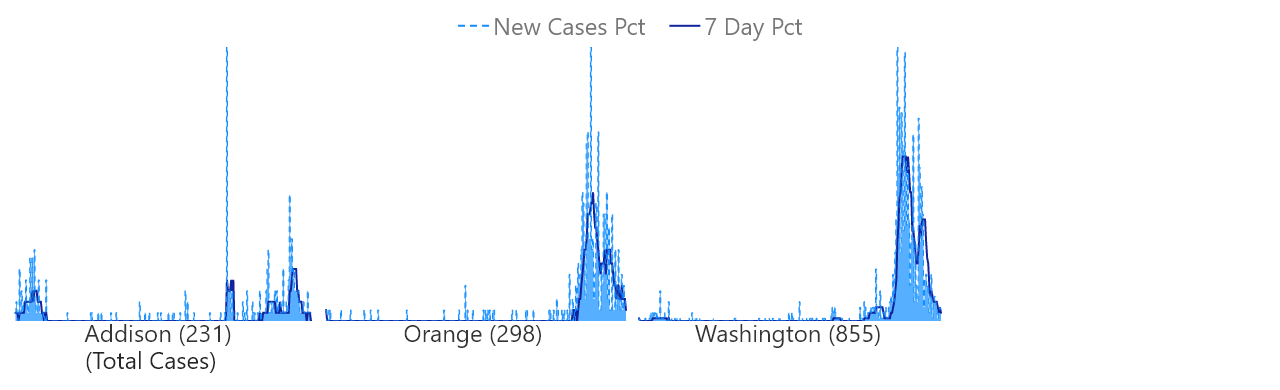 New Cases Pct 7 Day Pct
Addison (231) Orange (298) Washington (855)
(Total Cases)